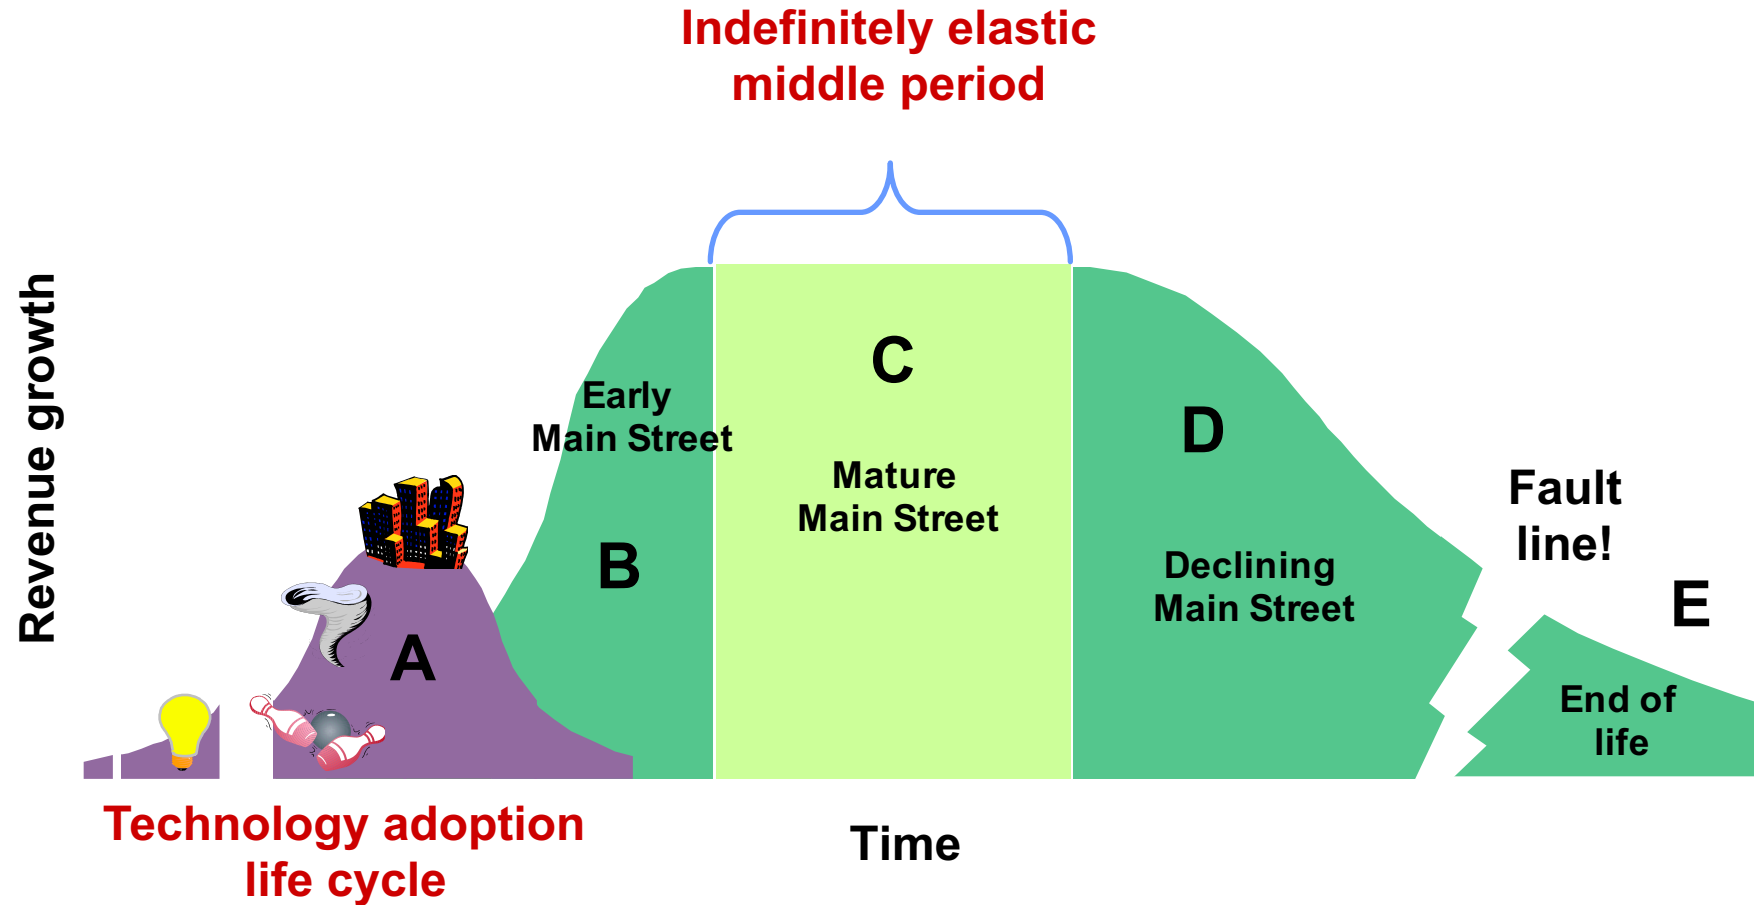 Indefinitely elastic
middle period
Revenue growth
C
Early
Main Street
D
Mature
Main Street
Fault
line!
B
Declining
Main Street
E
A
End of
life
Technology adoption
life cycle
Time